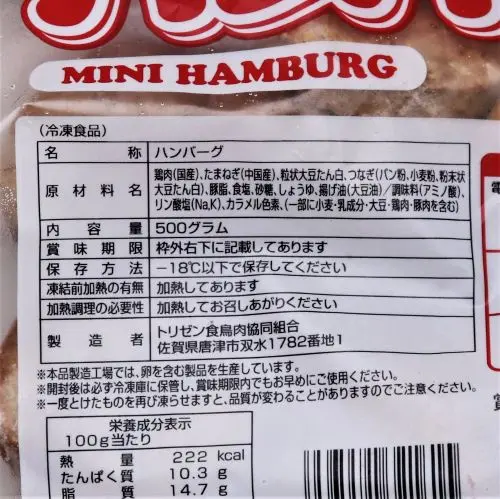 MINI HAMBURG
(冷凍食品)
名称 ハンバーグ
原材料名 鶏肉(国産)、たまねぎ(中国産)、粒状大豆たん白、つなぎ(パン粉、小麦粉、粉末状
大豆たん白)、豚脂、食塩、砂糖、しょうゆ、揚げ油(大豆油)/調味料(アミノ酸)、
リン酸塩(Na,K)、カラメル色素、(一部に小麦・乳成分・大豆・鶏肉・豚肉を含む)
内容量 500グラム
賞味期限 枠外右下に記載してあります
保存方法 −18℃以下で保存してください
凍結前加熱の有無 加熱してあります
加熱調理の必要性 加熱してお召しあがりください
製造者 トリゼン食鳥肉協同組合
佐賀県唐津市双水1782番地1
※本品製造工場では、卵を含む製品を生産しています。
※開封後は必ず冷凍庫に保管し、賞味期限内でもお早めにご使用ください。
※一度とけたものを再び凍らせますと、品質が変わることがありますのでご注意ください。
栄養成分表示
100g当たり
熱量 222 kcal
たんぱく質 10.3 g
脂質 14.7 g